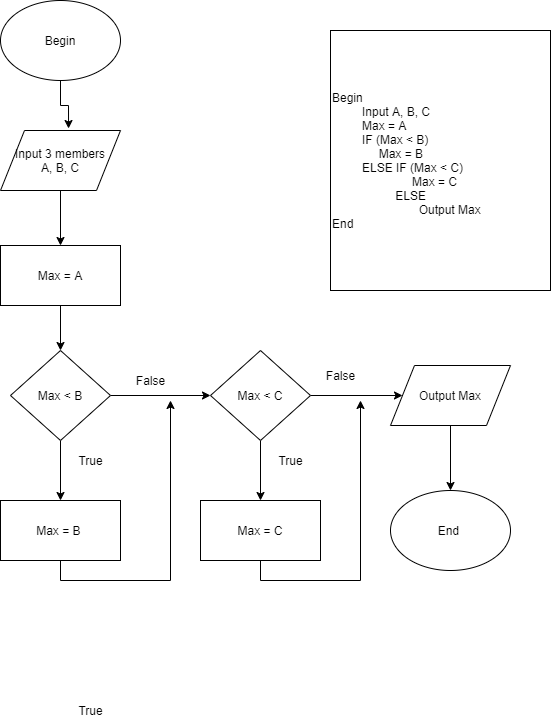 Begin
Input 3 members
A, B, C
Max = A
Max < B
False
Max < C
False
Output Max
True
True
Max = B
Max = C
End
Begin
Input A, B, C
Max = A
IF (Max < B)
Max = B
ELSE IF (Max < C)
Max = C
ELSE
Output Max
End
True